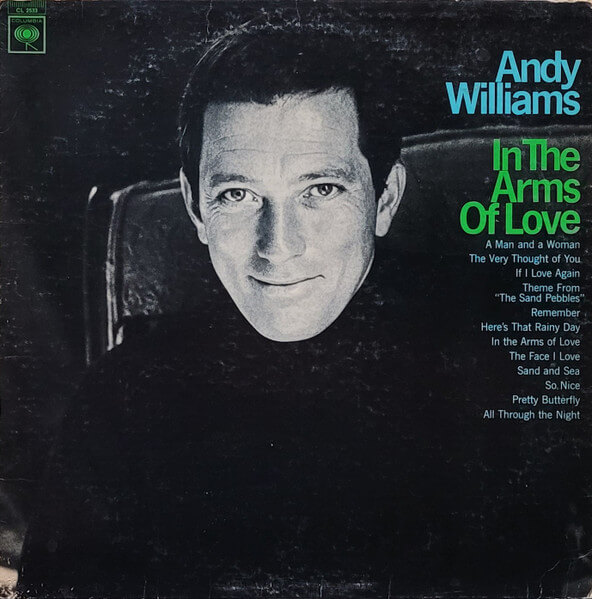 CL 2533
COLUMBIA
Andy
Williams
In The
Arms
Of Love
A Man and a Woman
The Very Thought of You
If I Love Again
Theme From
"The Sand Pebbles"
Remember
Here's That Rainy Day
In the Arms of Love
The Face I Love
Sand and Sea
So Nice
Pretty Butterfly
All Through the Night